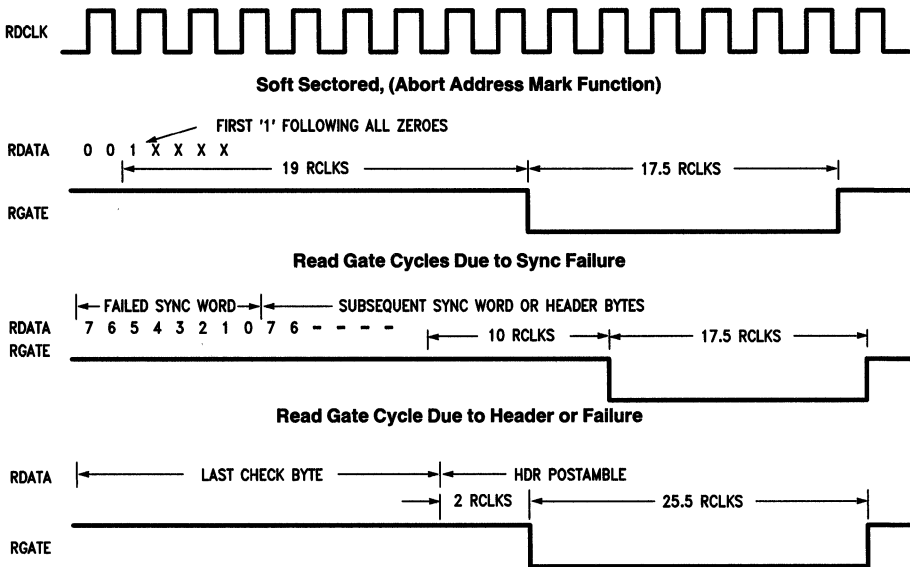 RDCLK
Soft Sectored, (Abort Address Mark Function)
FIRST '1' FOLLOWING ALL ZEROES
RDATA 0 0 1 X X X X
19 RCLKS 17.5 RCLKS
RGATE
Read Gate Cycles Due to Sync Failure
FAILED SYNC WORD SUBSEQUENT SYNC WORD OR HEADER BYTES
RDATA 7 6 5 4 3 2 1 0 7 6 - - - -
RGATE 10 RCLKS 17.5 RCLKS
Read Gate Cycle Due to Header or Failure
RDATA LAST CHECK BYTE HDR POSTAMBLE
2 RCLKS 25.5 RCLKS
RGATE